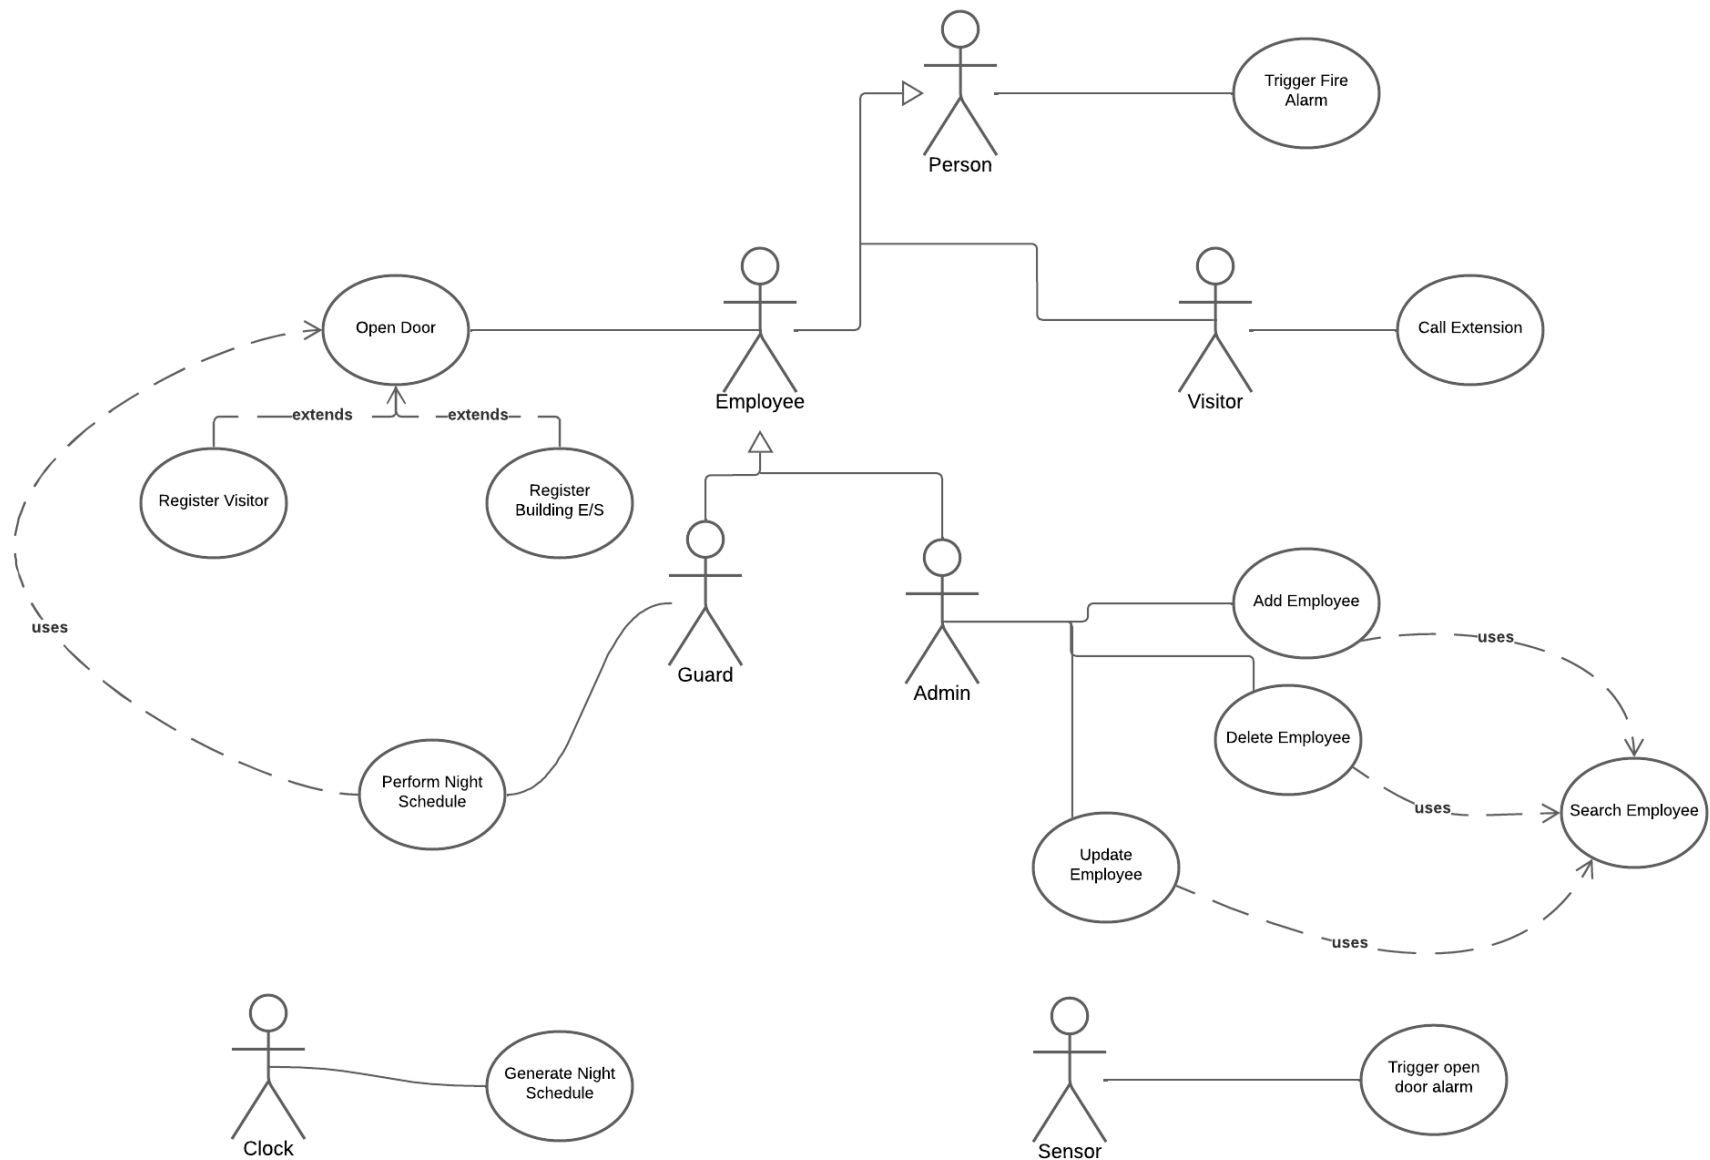 Trigger Fire
Alarm
Person
Open Door
Call Extension
Employee
Visitor
extends
extends
Register Visitor
Register
Building E/S
Add Employee
uses
uses
Guard
Admin
Delete Employee
Perform Night
Schedule
uses
Search Employee
Update
Employee
uses
Generate Night
Schedule
Trigger open
door alarm
Clock
Sensor